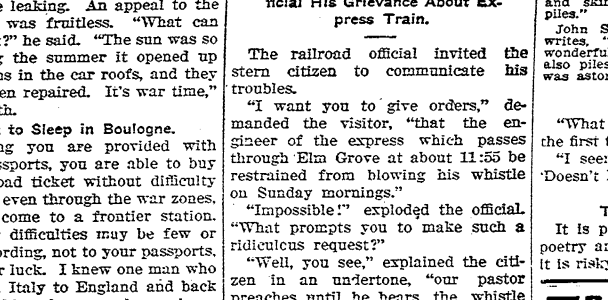 leaking. An appeal to the
was fruitless. "What can
?" he said. "The sun was so
the summer it opened up
in the car roofs, and they
repaired. It's war time,"
to Sleep in Boulogne.
you are provided with
you are able to buy
ticket without difficulty
even through the war zones,
come to a frontier station.
difficulties may be few or
not to your passports,
luck. I knew one man who
Italy to England and back
His Grievance About Ex-
press Train.
The railroad official invited the
stern citizen to communicate his
troubles.
"I want you to give orders," de-
manded the visitor, "that the en-
gineer of the express which passes
through Elm Grove at about 11:55 be
restrained from blowing his whistle
on Sunday mornings."
"Impossible!" exploded the official.
"What prompts you to make such a
ridiculous request?"
"Well, you see," explained the citi-
zen in an undertone, "our pastor
preaches until he hears the whistle
and
piles."
John S
writes, "
wonderfu
also piles
was
"What
the first
"I see
'Doesn't
It is p
poetry
It is risky